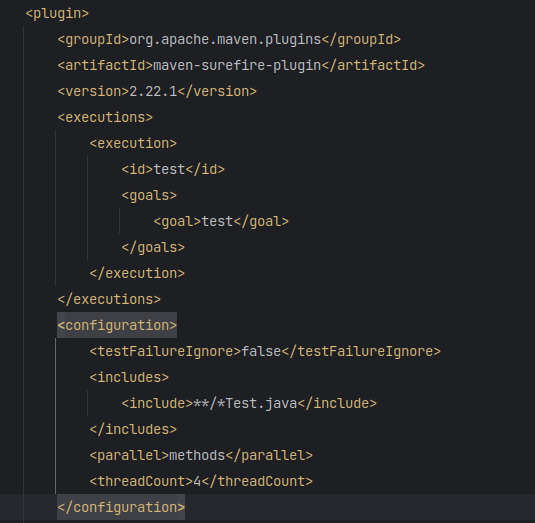 <plugin>
<groupId>org.apache.maven.plugins</groupId>
<artifactId>maven-surefire-plugin</artifactId>
<version>2.22.1</version>
<executions>
<execution>
<id>test</id>
<goals>
<goal>test</goal>
</goals>
</execution>
</executions>
<configuration>
<testFailureIgnore>false</testFailureIgnore>
<includes>
<include>**/*Test.java</include>
</includes>
<parallel>methods</parallel>
<threadCount>4</threadCount>
</configuration>